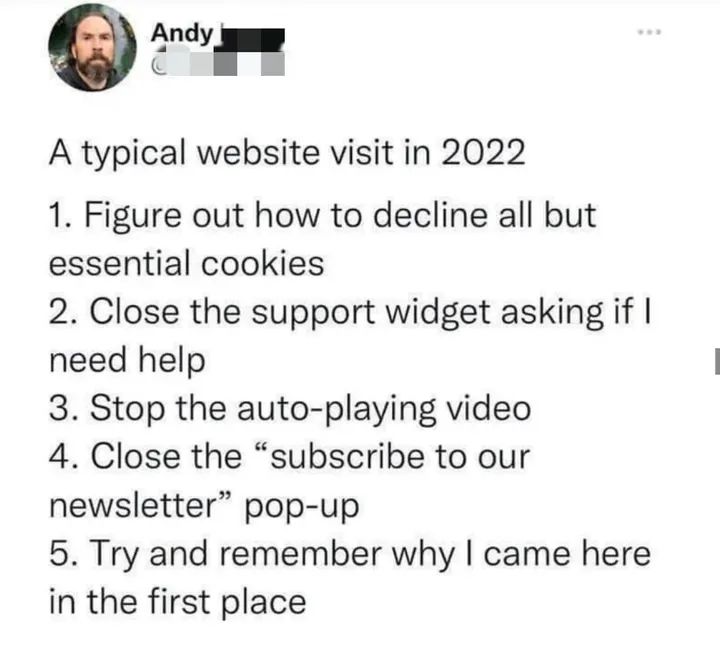 Andy
A typical website visit in 2022
1. Figure out how to decline all but
essential cookies
2. Close the support widget asking if I
need help
3. Stop the auto-playing video
4. Close the “subscribe to our
newsletter” pop-up
5. Try and remember why I came here
in the first place